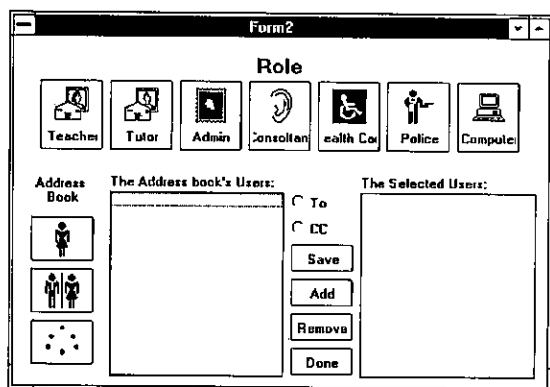 Form2
Role
Teacher Tutor Admin Consultan ealth Car Police Computer
Address Book
The Address book's Users:
To
CC
Save
Add
Remove
Done
The Selected Users: